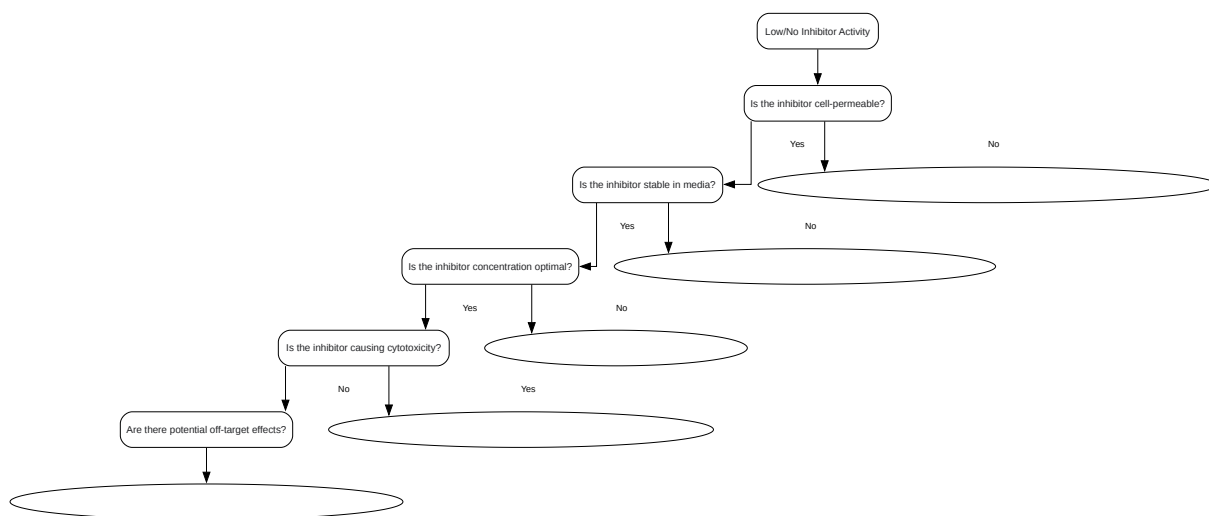 Low/No Inhibitor Activity
Is the inhibitor cell-permeable?
Yes
No
Is the inhibitor stable in media?
Yes
No
Is the inhibitor concentration optimal?
Yes
No
Is the inhibitor causing cytotoxicity?
No
Yes
Are there potential off-target effects?